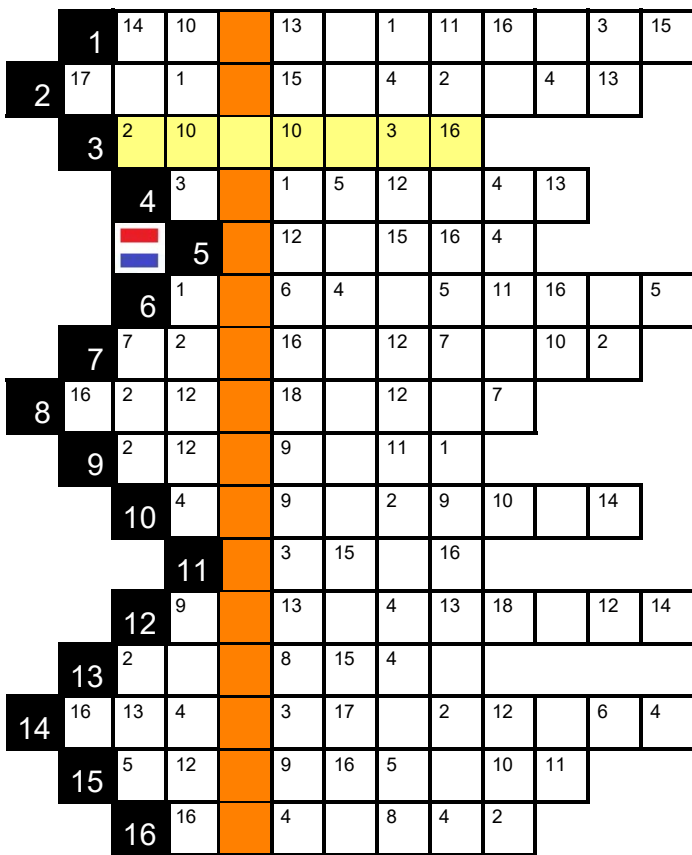 1 14 10 13 1 11 16 3 15
2 17 1 15 4 2 4 13
3 2 10 10 3 16
4 3 1 5 12 4 13
5 12 15 16 4
6 1 6 4 5 11 16 5
7 7 2 16 12 7 10 2
8 16 2 12 18 12 7
9 2 12 9 11 1
10 4 9 2 9 10 14
11 3 15 16
12 9 13 4 13 18 12 14
13 2 8 15 4
14 16 13 4 3 17 2 12 6 4
15 5 12 9 16 5 10 11
16 16 4 8 4 2